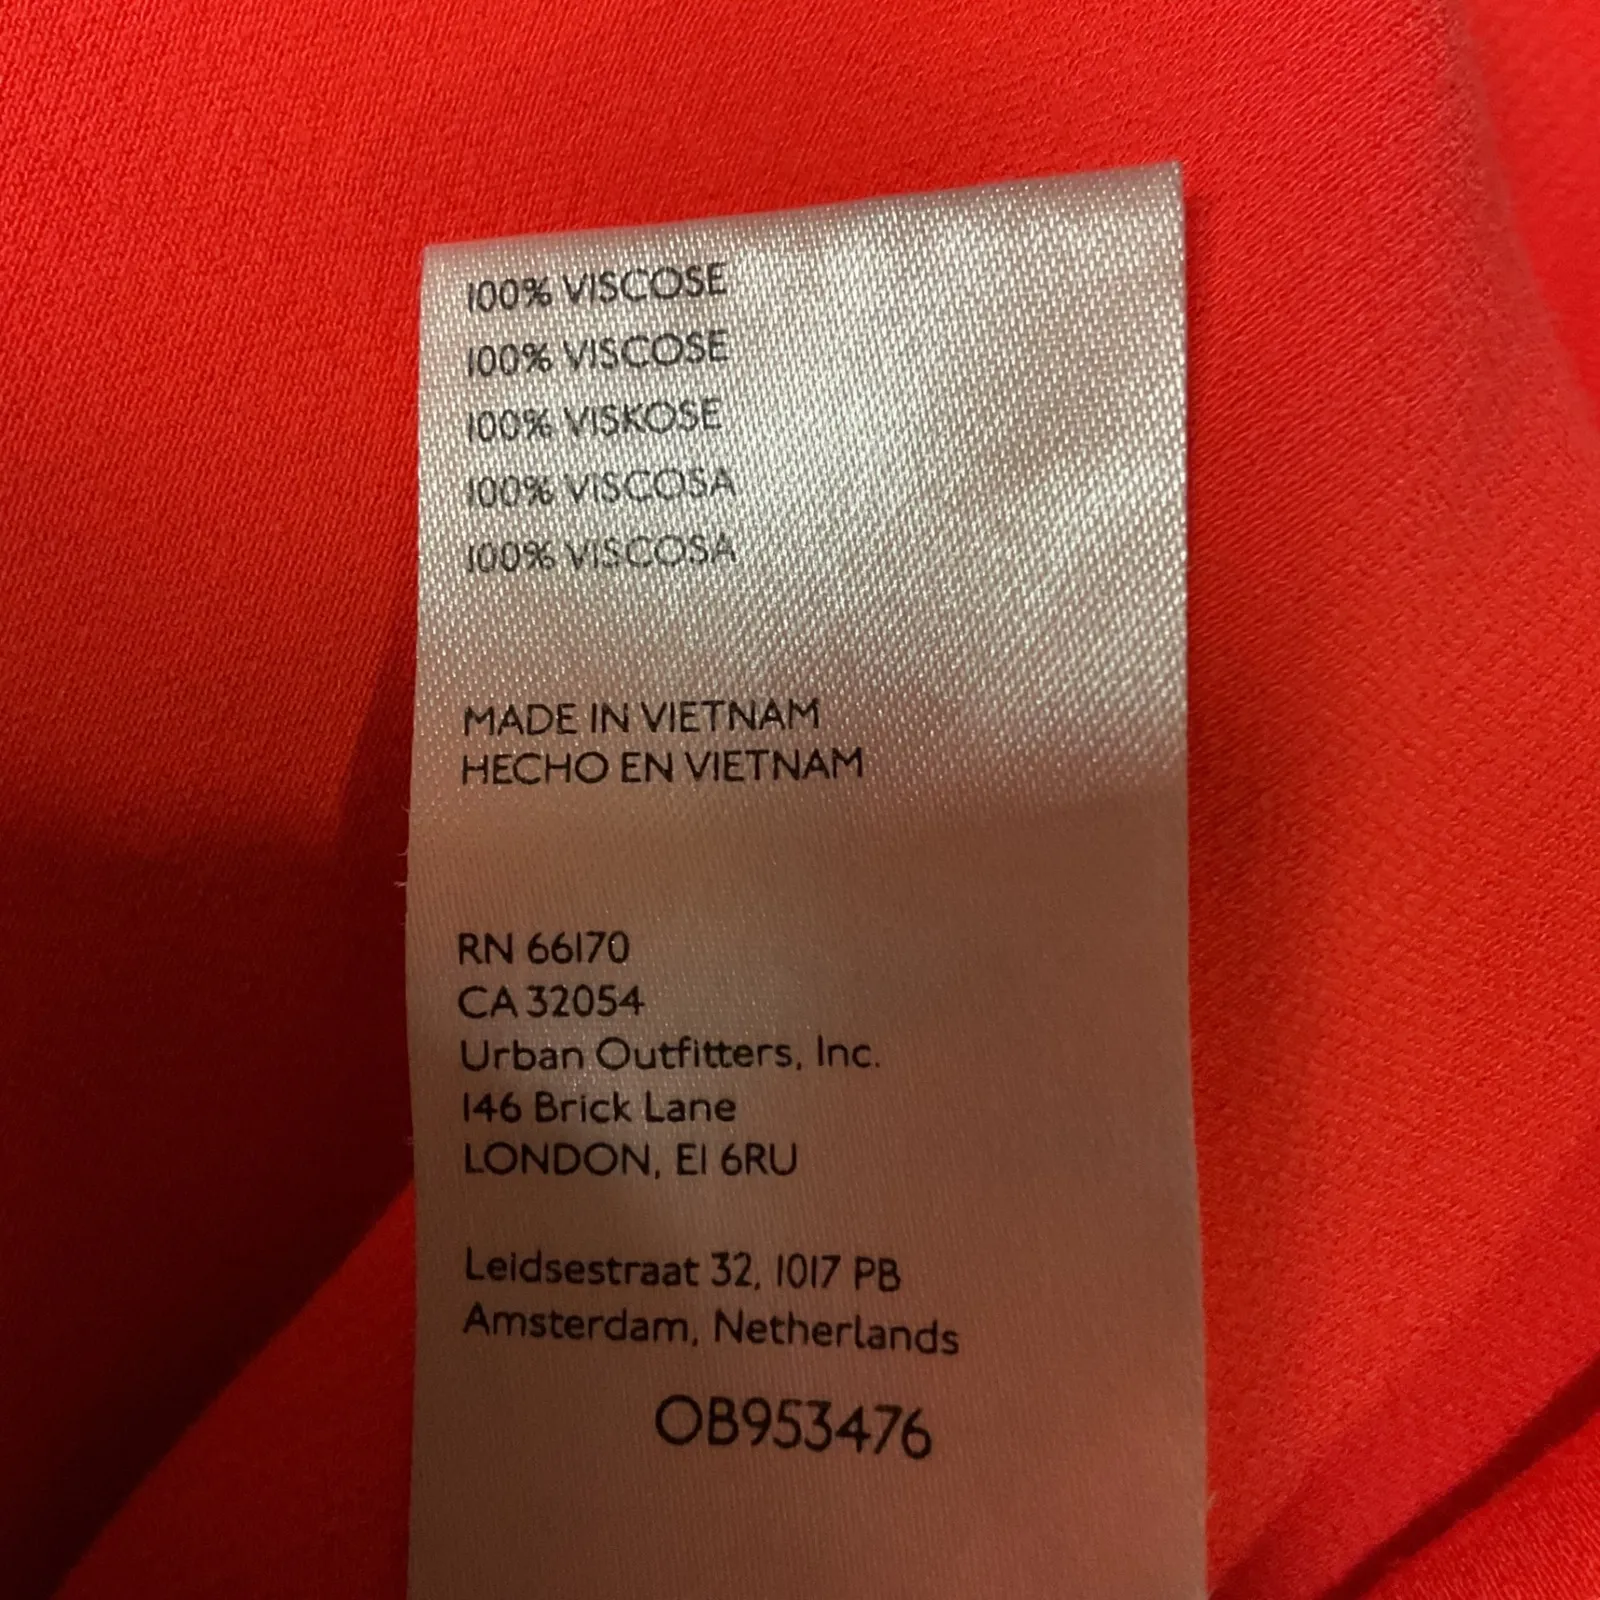 100% VISCOSE
100% VISCOSE
100% VISKOSE
100% VISCOSA
100% VISCOSA
MADE IN VIETNAM
HECHO EN VIETNAM
RN 66170
CA 32054
Urban Outfitters, Inc.
146 Brick Lane
LONDON, E1 6RU
Leidsestraat 32, 1017 PB
Amsterdam, Netherlands
OB953476